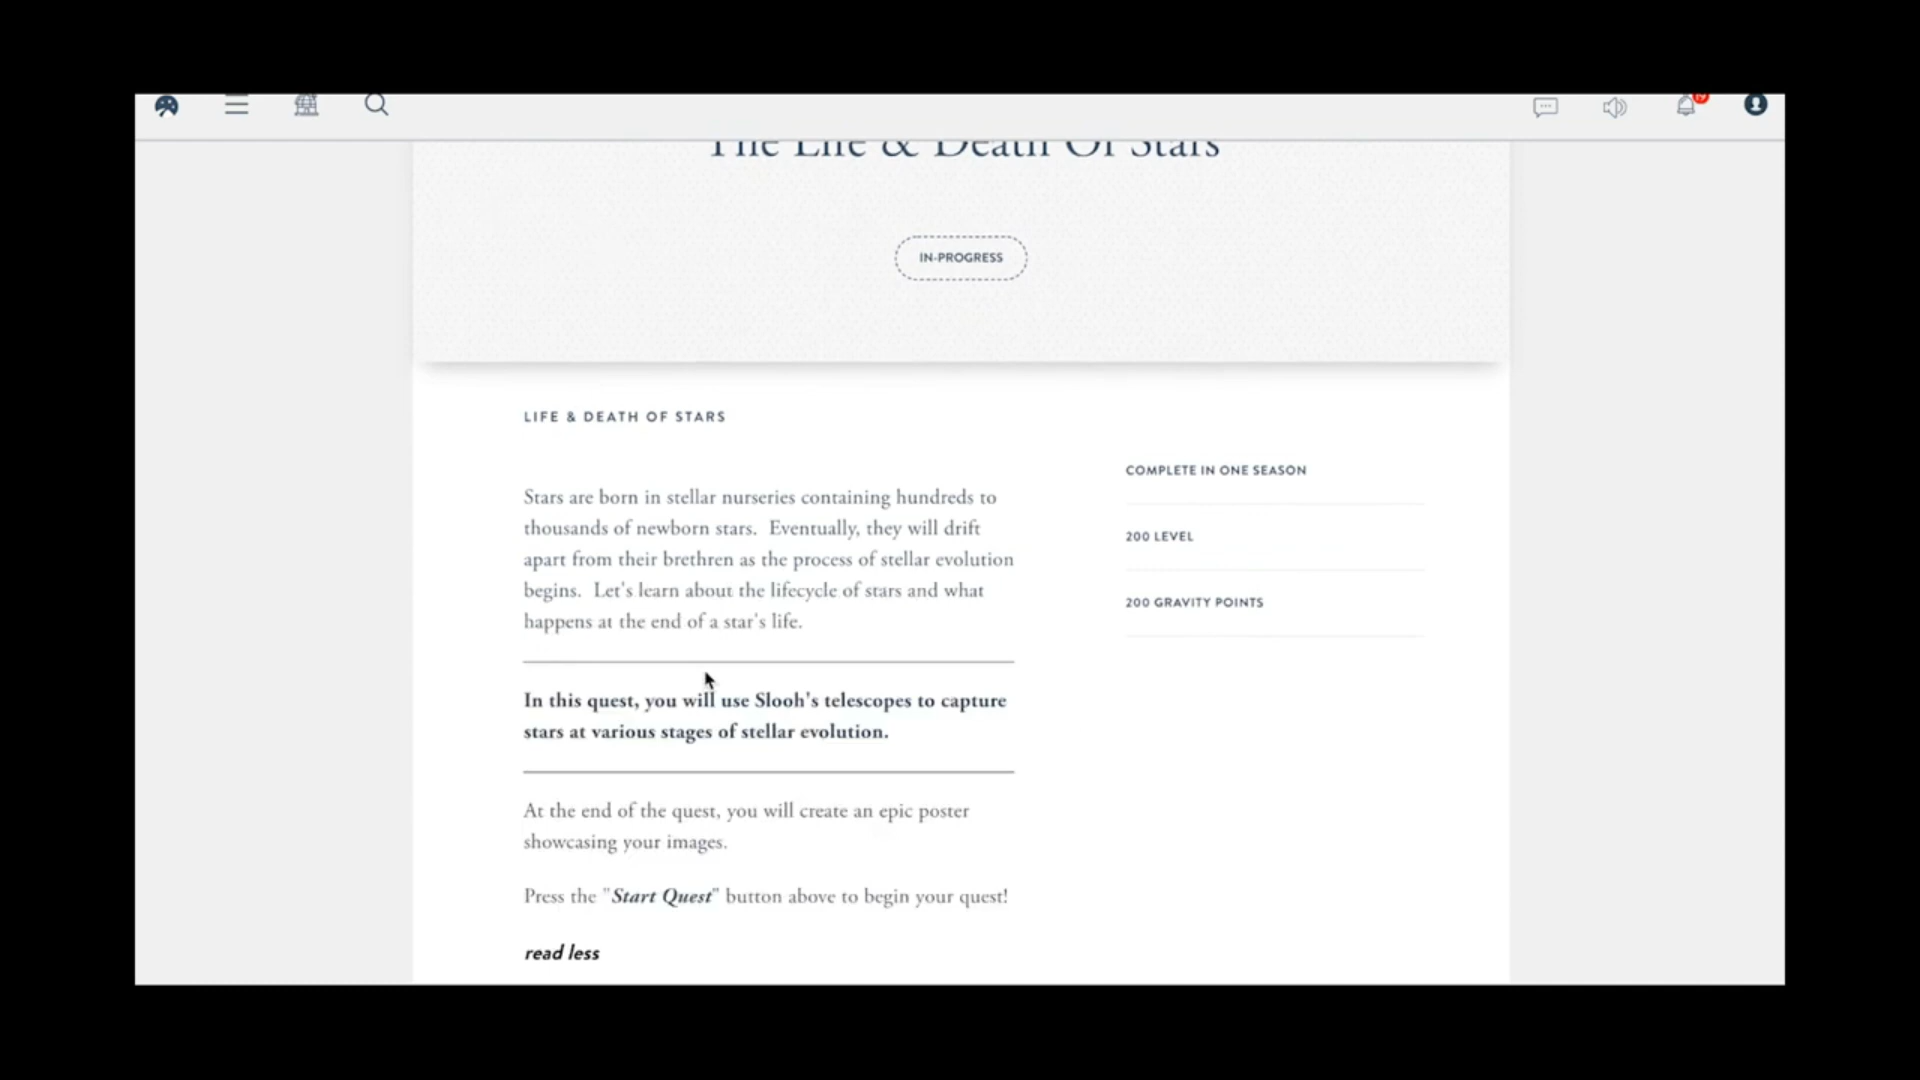 The Life & Death Of Stars
IN-PROGRESS
LIFE & DEATH OF STARS
Stars are born in stellar nurseries containing hundreds to
thousands of newborn stars.  Eventually, they will drift
apart from their brethren as the process of stellar evolution
begins.  Let's learn about the lifecycle of stars and what
happens at the end of a star's life.
In this quest, you will use Slooh's telescopes to capture
stars at various stages of stellar evolution.
At the end of the quest, you will create an epic poster
showcasing your images.
Press the "Start Quest" button above to begin your quest!
read less
COMPLETE IN ONE SEASON
200 LEVEL
200 GRAVITY POINTS